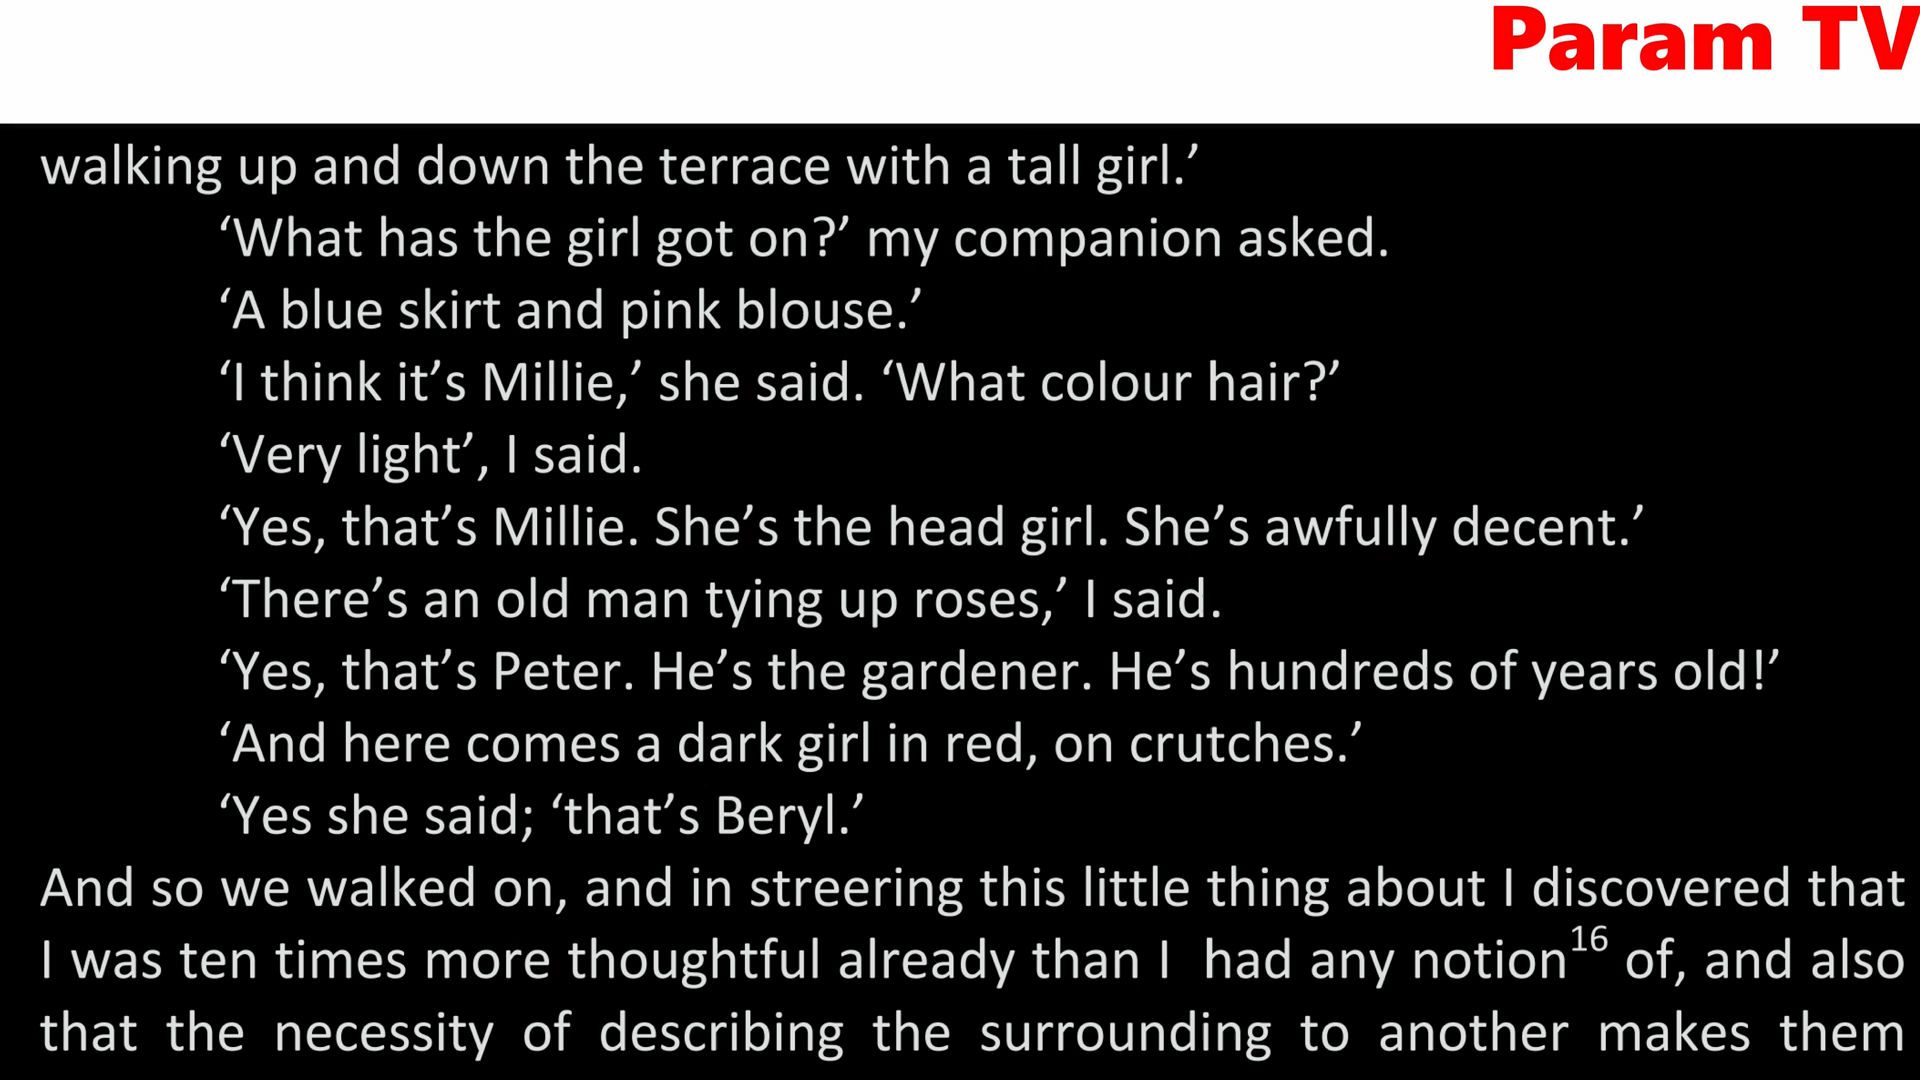 Param TV
walking up and down the terrace with a tall girl.’
‘What has the girl got on?’ my companion asked.
‘A blue skirt and pink blouse.’
‘I think it’s Millie,’ she said. ‘What colour hair?’
‘Very light’, I said.
‘Yes, that’s Millie. She’s the head girl. She’s awfully decent.’
‘There’s an old man tying up roses,’ I said.
‘Yes, that’s Peter. He’s the gardener. He’s hundreds of years old!’
‘And here comes a dark girl in red, on crutches.’
‘Yes she said; ‘that’s Beryl.’
And so we walked on, and in streering this little thing about I discovered that
I was ten times more thoughtful already than I had any notion16 of, and also
that the necessity of describing the surrounding to another makes them